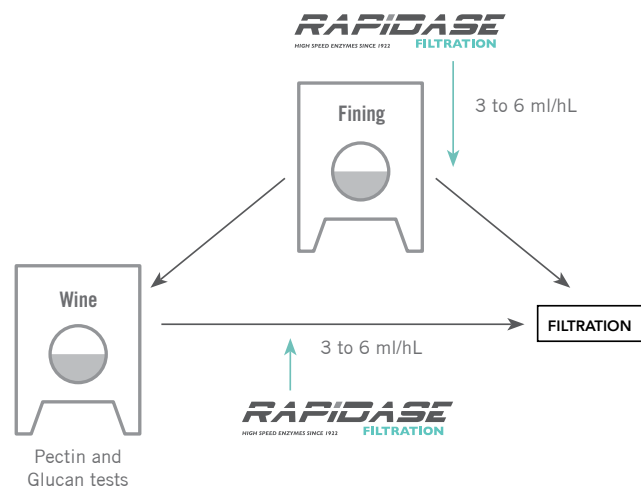 RAPIDASE
HIGH SPEED ENZYMES SINCE 1922 FILTRATION
Fining
3 to 6 ml/hL
Wine
FILTRATION
3 to 6 ml/hL
RAPIDASE
HIGH SPEED ENZYMES SINCE 1922 FILTRATION
Pectin and
Glucan tests